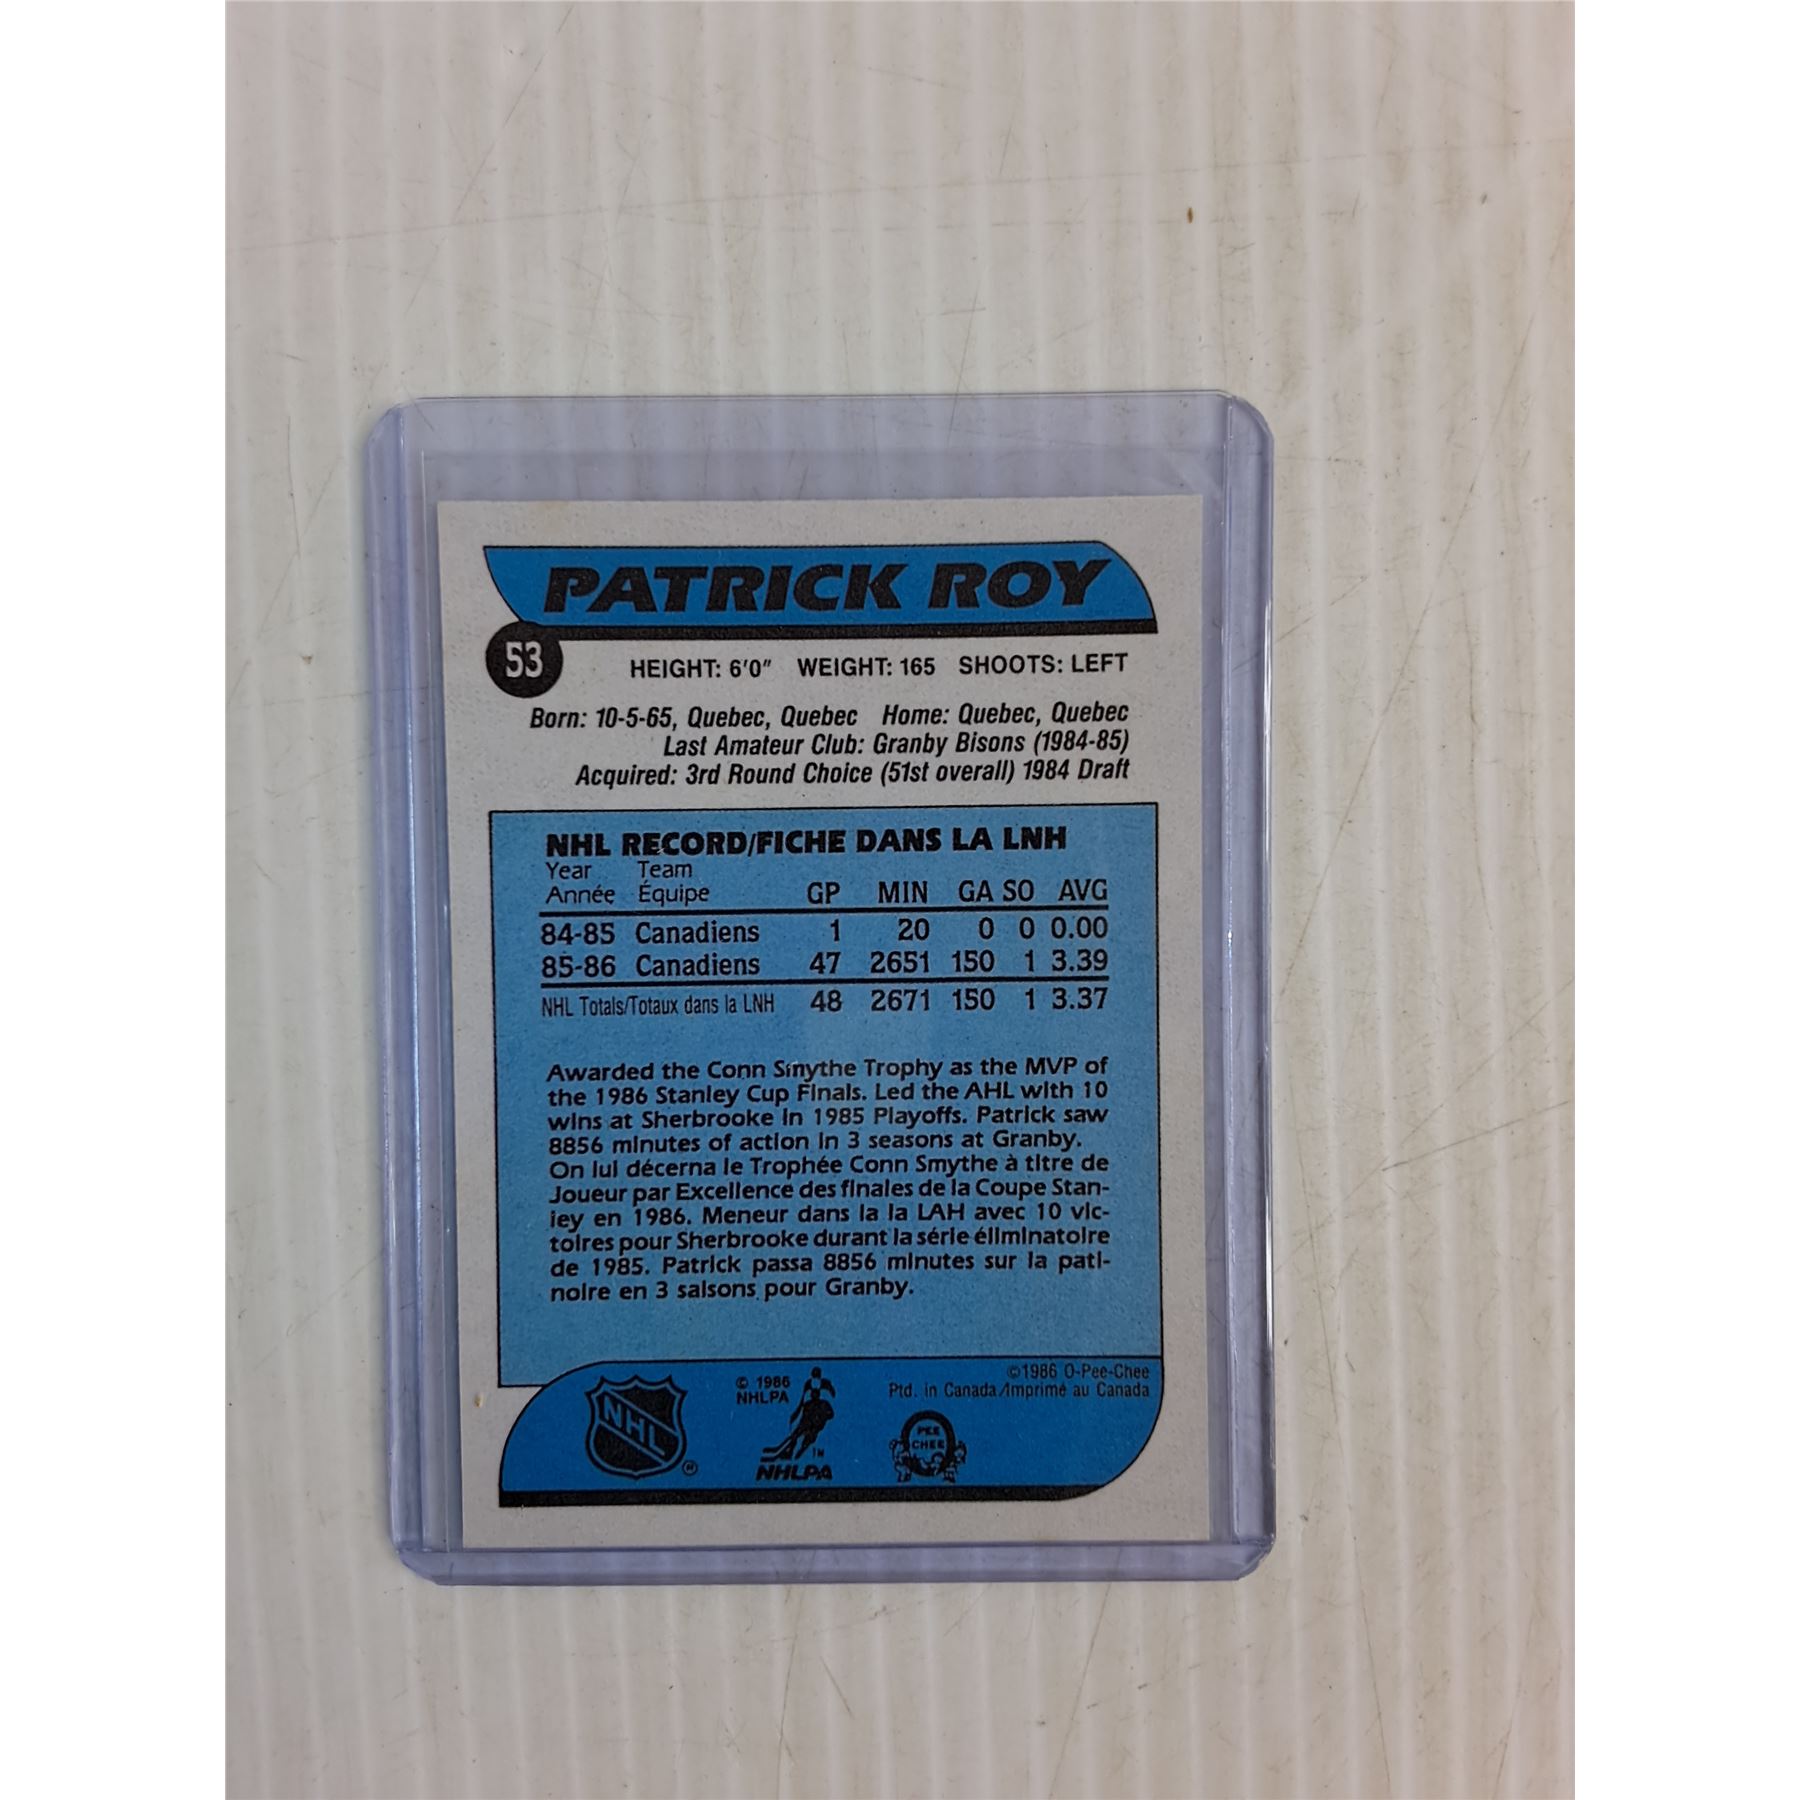 PATRICK ROY
53
HEIGHT: 6'0" WEIGHT: 165 SHOOTS: LEFT
Born: 10-5-65, Quebec, Quebec Home: Quebec, Quebec
Last Amateur Club: Granby Bisons (1984-85)
Acquired: 3rd Round Choice (51st overall) 1984 Draft
NHL RECORD/FICHE DANS LA LNH
Year Team
Année Équipe GP MIN GA SO AVG
84-85 Canadiens 1 20 0 0 0.00
85-86 Canadiens 47 2651 150 1 3.39
NHL Totals/Totaux dans la LNH 48 2671 150 1 3.37
Awarded the Conn Smythe Trophy as the MVP of
the 1986 Stanley Cup Finals. Led the AHL with 10
wins at Sherbrooke in 1985 Playoffs. Patrick saw
8856 minutes of action in 3 seasons at Granby.
On lui décerna le Trophée Conn Smythe à titre de
Joueur par Excellence des finales de la Coupe Stan-
ley en 1986. Meneur dans la la LAH avec 10 vic-
toires pour Sherbrooke durant la série éliminatoire
de 1985. Patrick passa 8856 minutes sur la pati-
noire en 3 saisons pour Granby.
©1986 O-Pee-Chee
Ptd. in Canada/Imprimé au Canada
© 1986
NHLPA
NHL
®
TM
NHLPA
PEE
CHEE